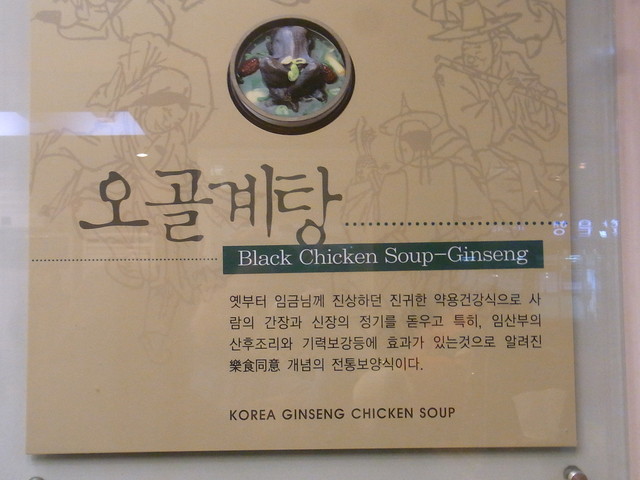 오골계탕
Black Chicken Soup-Ginseng
옛부터 임금님께 진상하던 진귀한 약용건강식으로 사
람의 간장과 신장의 정기를 돋우고 특히, 임산부의
산후조리와 기력보강등에 효과가 있는것으로 알려진
樂食同意 개념의 전통보양식이다.
KOREA GINSENG CHICKEN SOUP